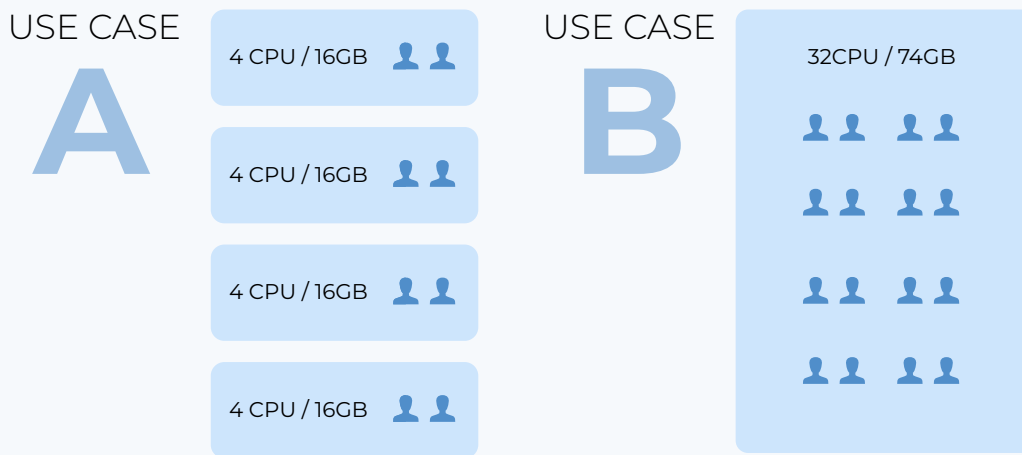 USE CASE
A
4 CPU / 16GB
4 CPU / 16GB
4 CPU / 16GB
4 CPU / 16GB
USE CASE
B
32CPU / 74GB